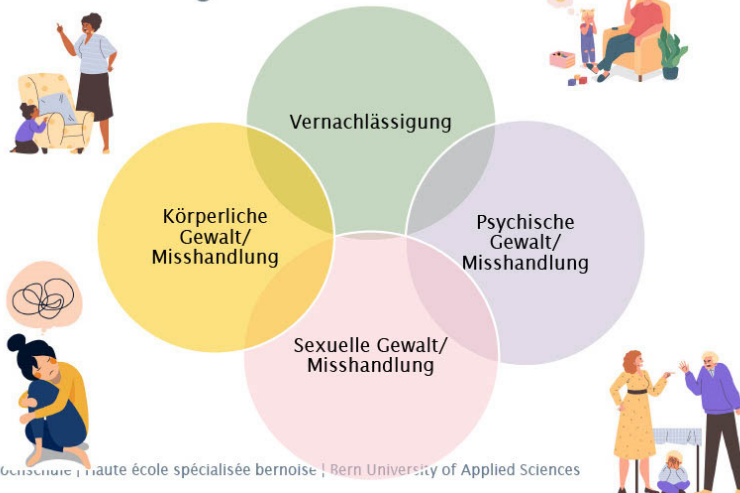 Vernachlässigung
Körperliche
Gewalt/
Misshandlung
Psychische
Gewalt/
Misshandlung
Sexuelle Gewalt/
Misshandlung
Haute école spécialisée bernoise | Bern University of Applied Sciences